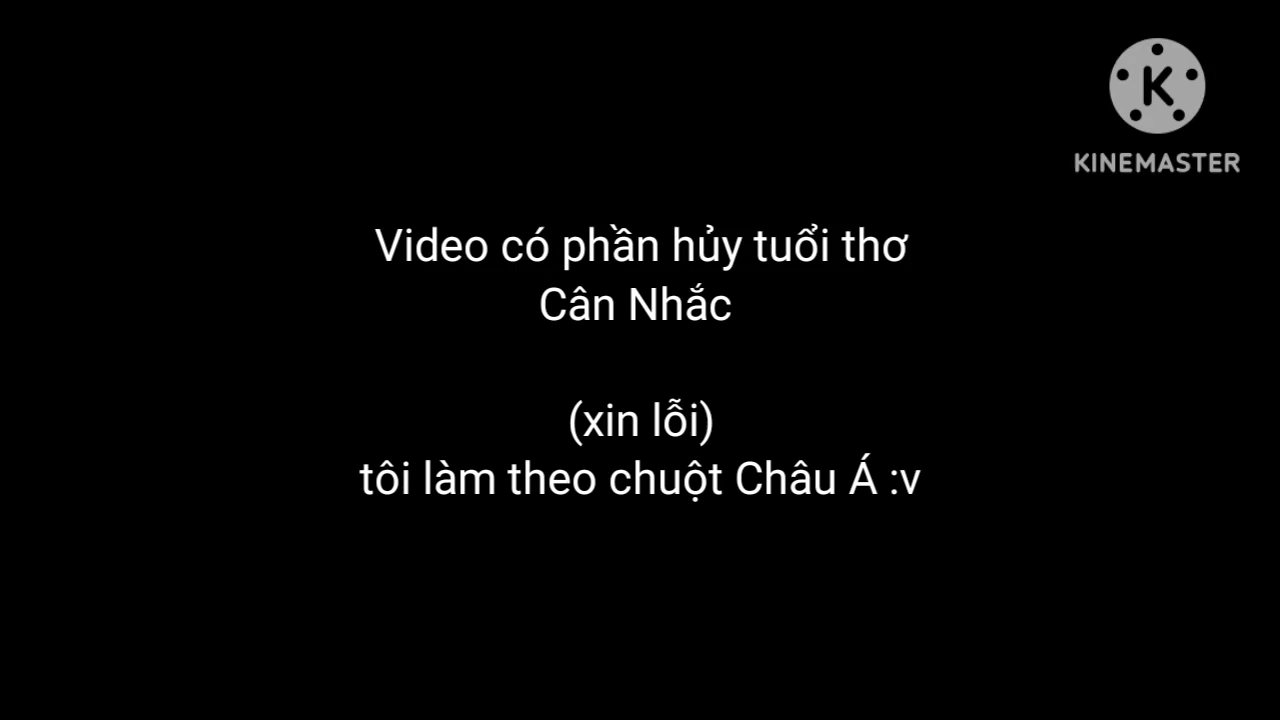 KINEMASTER
Video có phần hủy tuổi thơ
Cân Nhắc
(xin lỗi)
tôi làm theo chuột Châu Á :v